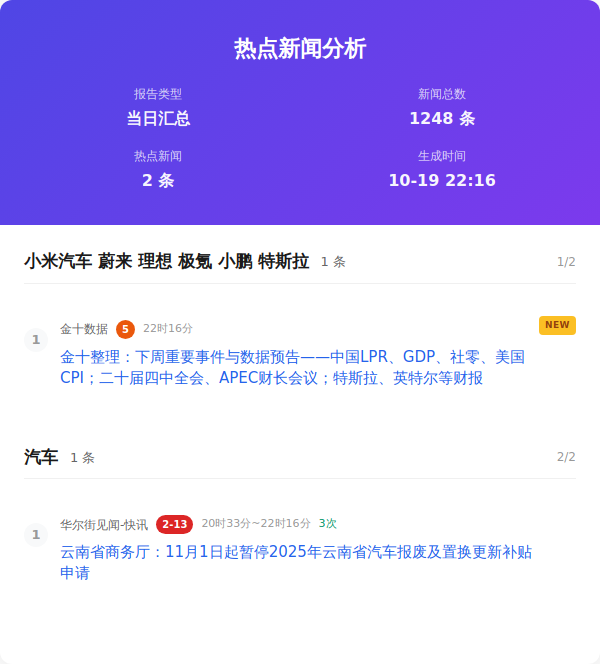 热点新闻分析
报告类型
新闻总数
当日汇总
1248 条
热点新闻
生成时间
2 条
10-19 22:16
小米汽车 蔚来 理想 极氪 小鹏 特斯拉 1 条 1/2
1 金十数据 5 22时16分 NEW
金十整理：下周重要事件与数据预告——中国LPR、GDP、社零、美国
CPI；二十届四中全会、APEC财长会议；特斯拉、英特尔等财报
汽车 1 条 2/2
1 华尔街见闻-快讯 2-13 20时33分~22时16分 3次
云南省商务厅：11月1日起暂停2025年云南省汽车报废及置换更新补贴
申请